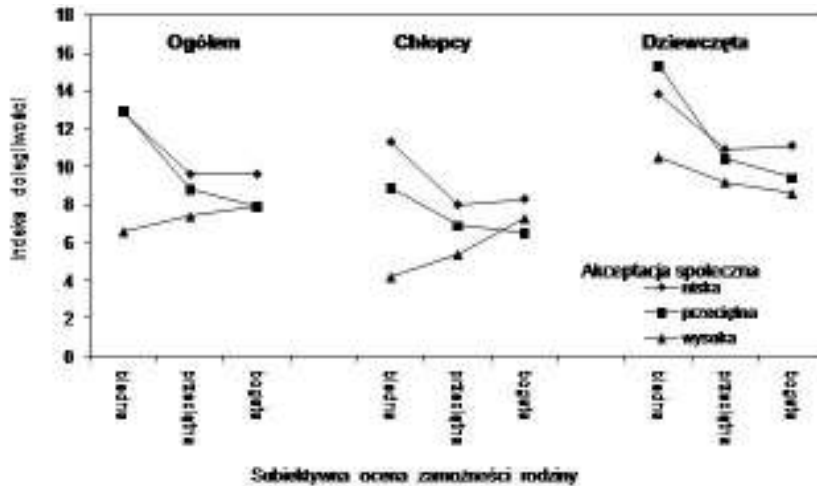 18
Ogółem Chłopcy Dziewczęta
16
14
12
10
8
6
4
2
0
Indeks dolegliwości
Akceptacja społeczna
niska
przeciętna
wysoka
biedna
przeciętna
bogata
biedna
przeciętna
bogata
biedna
przeciętna
bogata
Subiektywna ocena zamożności rodziny